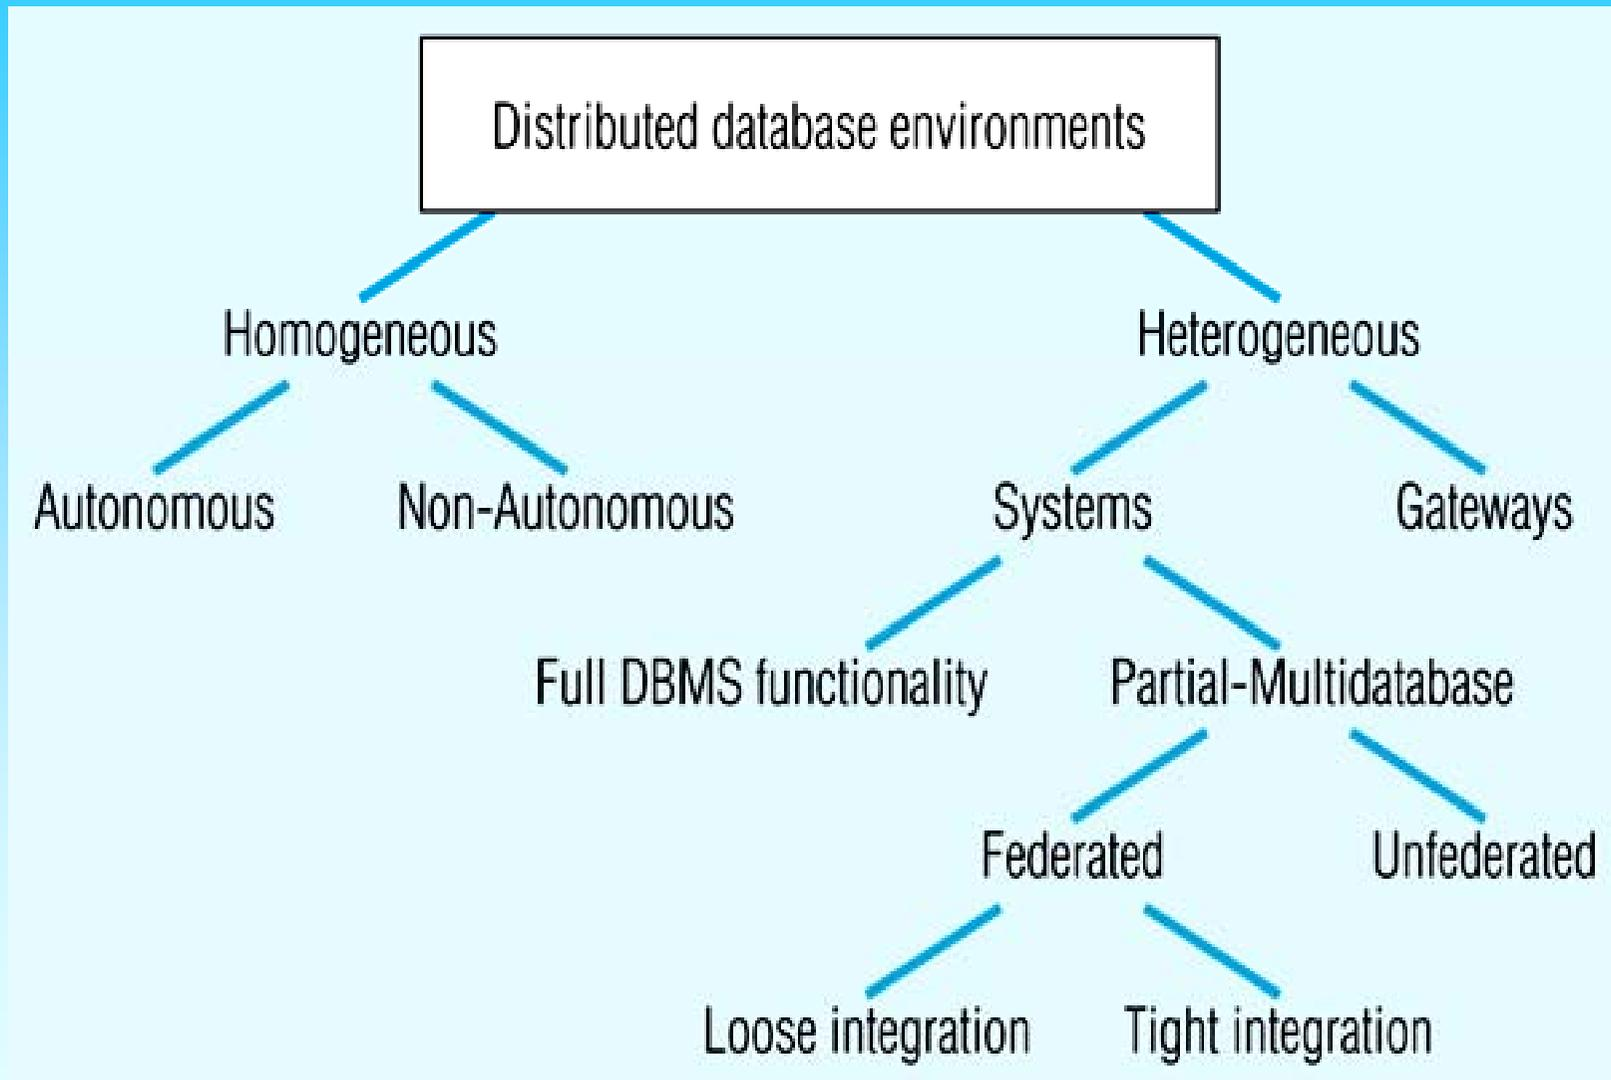 Distributed database environments
Homogeneous
Heterogeneous
Autonomous
Non-Autonomous
Systems
Gateways
Full DBMS functionality
Partial-Multidatabase
Federated
Unfederated
Loose integration
Tight integration